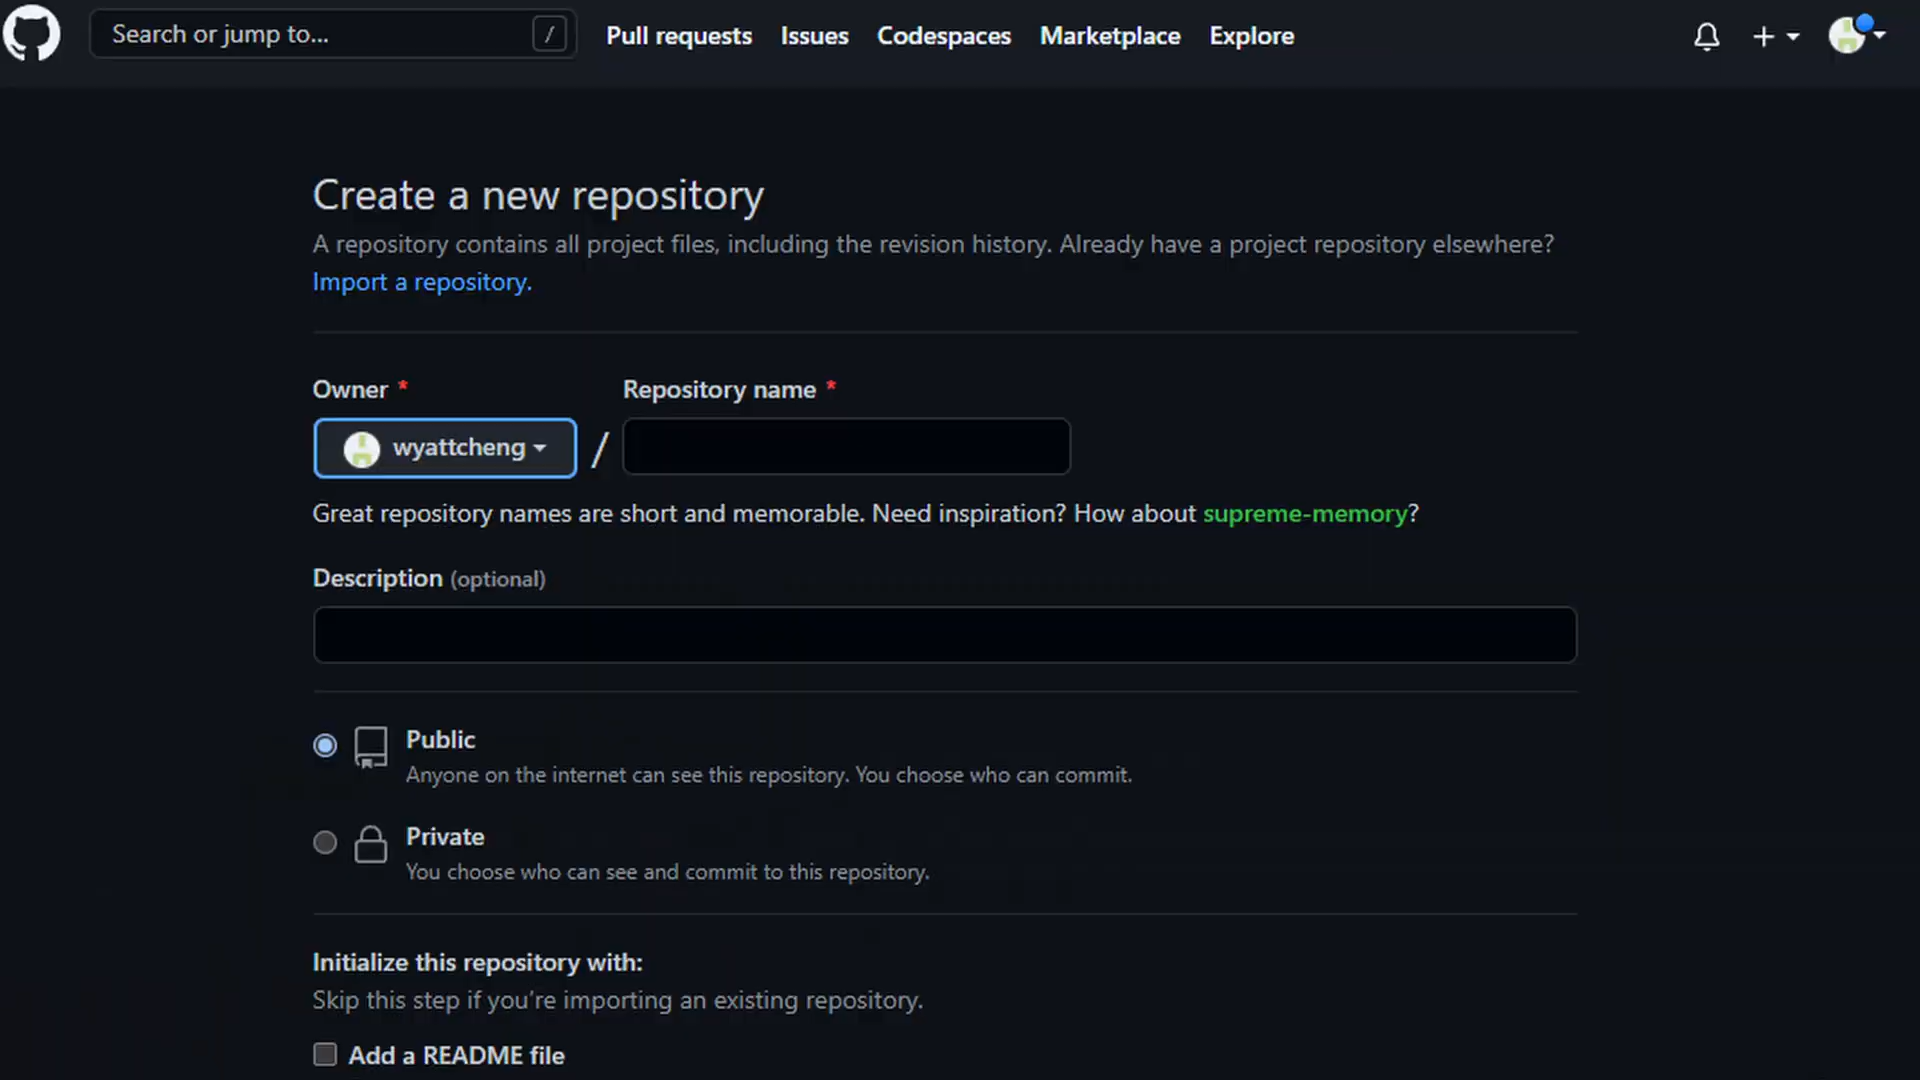 Search or jump to... /
Pull requests Issues Codespaces Marketplace Explore
Create a new repository
A repository contains all project files, including the revision history. Already have a project repository elsewhere?
Import a repository.
Owner * Repository name *
wyattcheng /
Great repository names are short and memorable. Need inspiration? How about supreme-memory?
Description (optional)
Public
Anyone on the internet can see this repository. You choose who can commit.
Private
You choose who can see and commit to this repository.
Initialize this repository with:
Skip this step if you’re importing an existing repository.
Add a README file